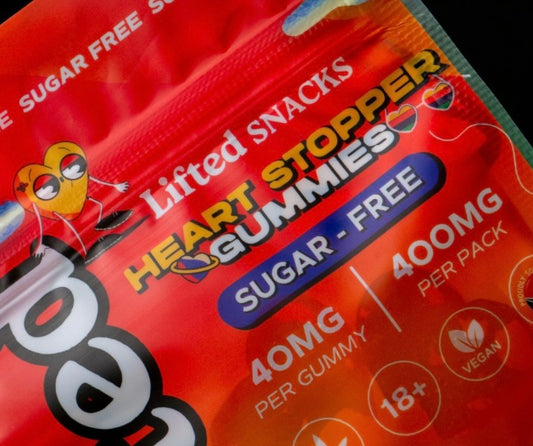 E SUGAR FREE SU
Lifted SNACKS
HEART STOPPER
GUMMIES
SUGAR - FREE
40MG
PER GUMMY
400MG
PER PACK
18+
VEGAN